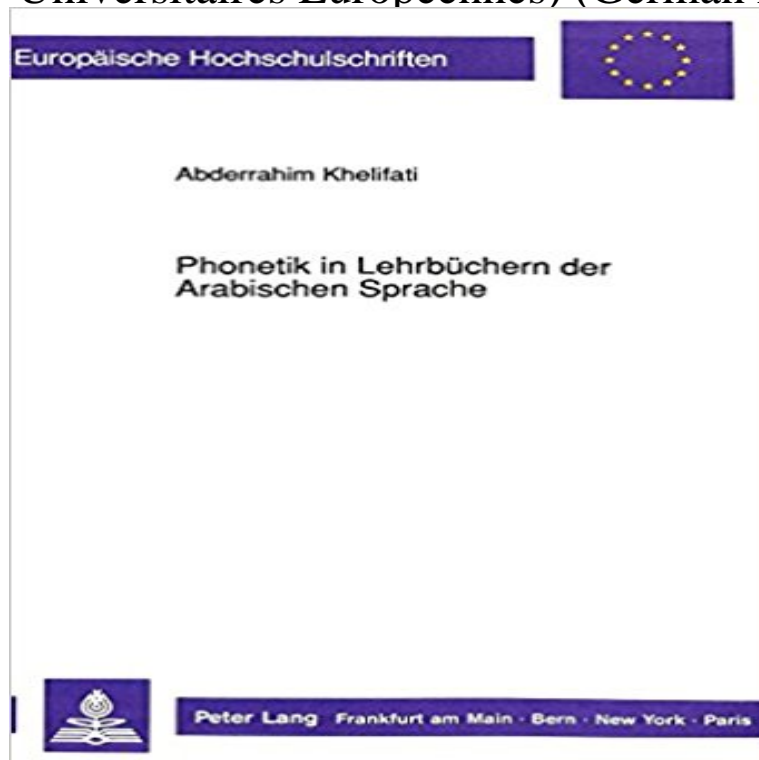 Universitaires Européennes) (German
Europäische Hochschulschriften
Abderrahim Khelifati
Phonetik in Lehrbüchern der
Arabischen Sprache
Peter Lang Frankfurt am Main · Bern · New York · Paris